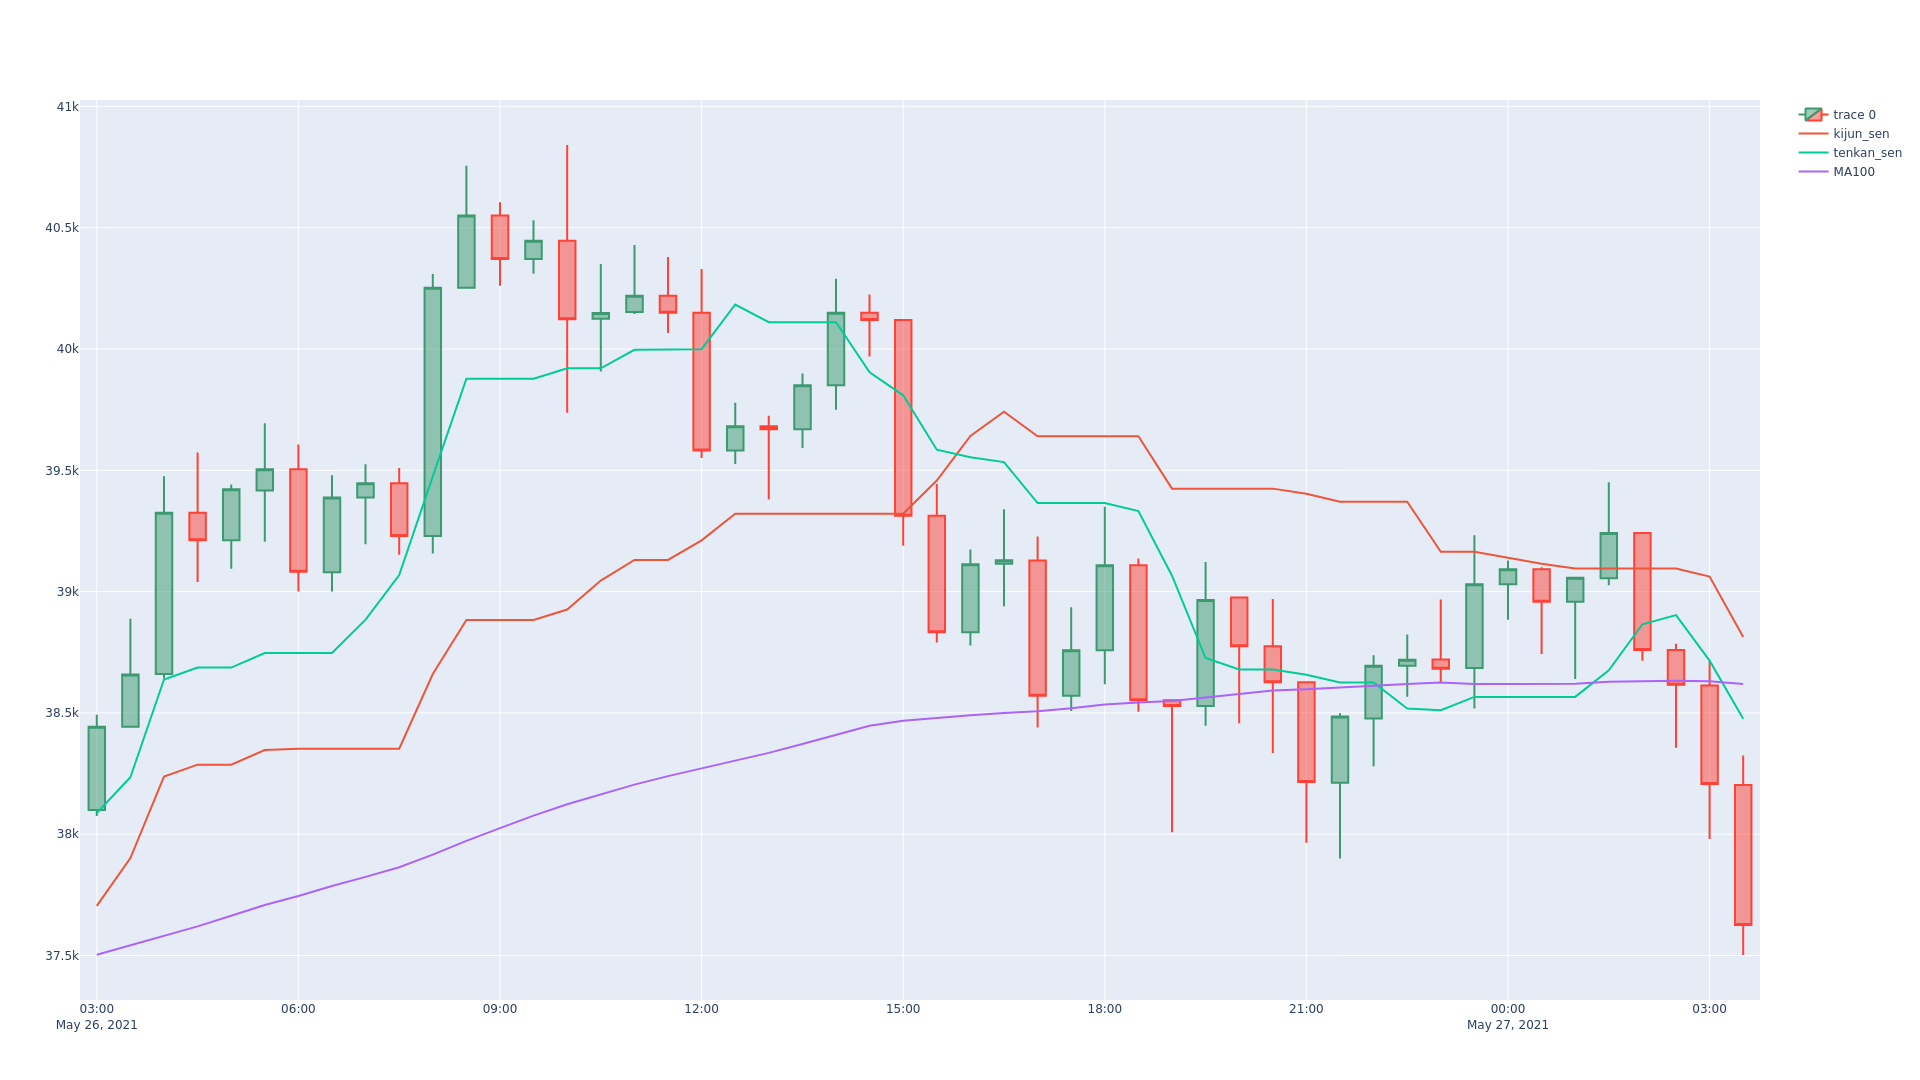 41k
40.5k
40k
39.5k
39k
38.5k
38k
37.5k
03:00 06:00 09:00 12:00 15:00 18:00 21:00 00:00 03:00
May 26, 2021 May 27, 2021
trace 0
kijun_sen
tenkan_sen
MA100